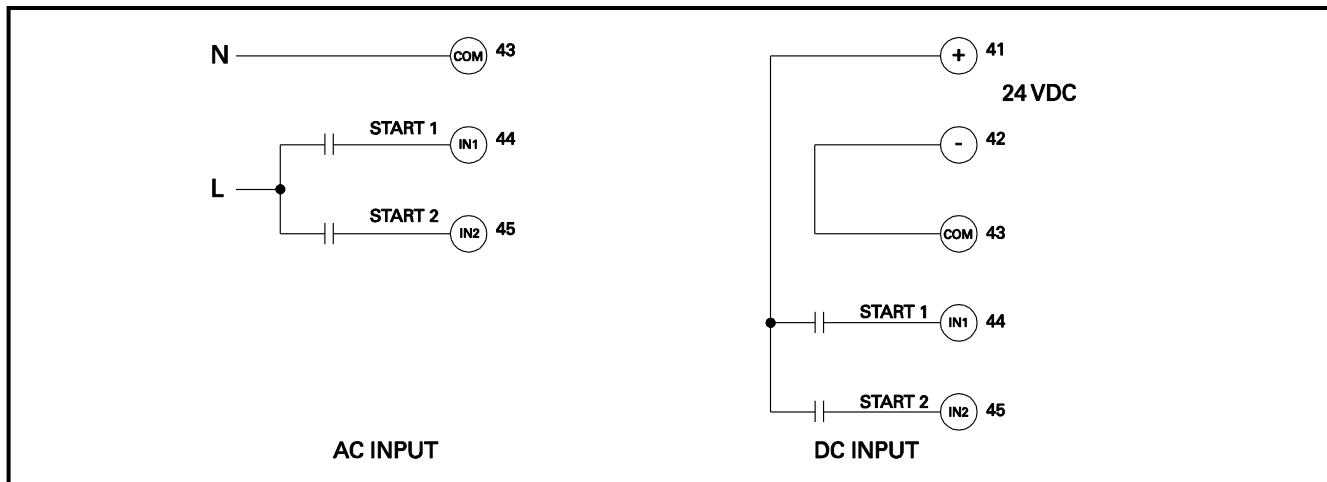 N COM 43
START 1 IN1 44
L
START 2 IN2 45
AC INPUT
+ 41
24 VDC
- 42
COM 43
START 1 IN1 44
START 2 IN2 45
DC INPUT